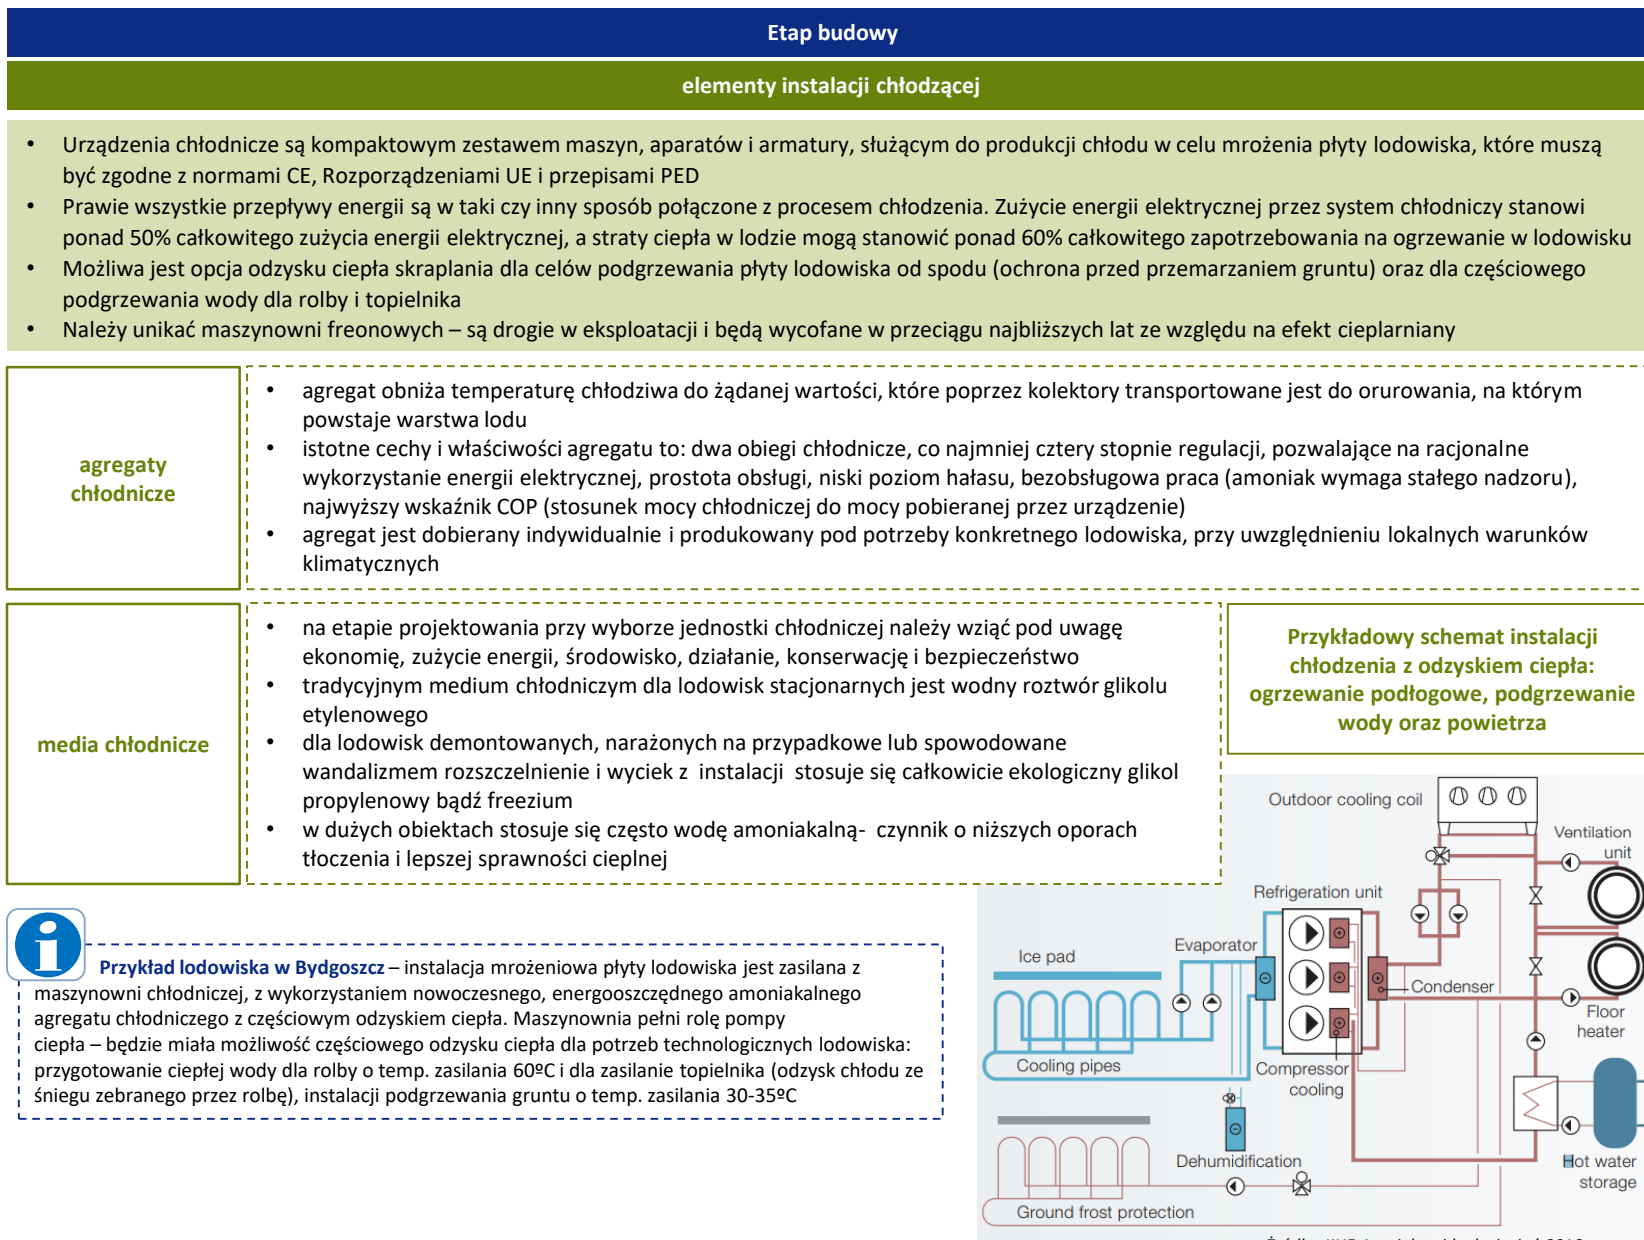 Etap budowy
elementy instalacji chłodzącej
• Urządzenia chłodnicze są kompaktowym zestawem maszyn, aparatów i armatury, służącym do produkcji chłodu w celu mrożenia płyty lodowiska, które muszą
być zgodne z normami CE, Rozporządzeniami UE i przepisami PED
• Prawie wszystkie przepływy energii są w taki czy inny sposób połączone z procesem chłodzenia. Zużycie energii elektrycznej przez system chłodniczy stanowi
ponad 50% całkowitego zużycia energii elektrycznej, a straty ciepła w lodzie mogą stanowić ponad 60% całkowitego zapotrzebowania na ogrzewanie w lodowisku
• Możliwa jest opcja odzysku ciepła skraplania dla celów podgrzewania płyty lodowiska od spodu (ochrona przed przemarzaniem gruntu) oraz dla częściowego
podgrzewania wody dla rolby i topielnika
• Należy unikać maszynowni freonowych – są drogie w eksploatacji i będą wycofane w przeciągu najbliższych lat ze względu na efekt cieplarniany
agregaty
chłodnicze
• agregat obniża temperaturę chłodziwa do żądanej wartości, które poprzez kolektory transportowane jest do orurowania, na którym
powstaje warstwa lodu
• istotne cechy i właściwości agregatu to: dwa obiegi chłodnicze, co najmniej cztery stopnie regulacji, pozwalające na racjonalne
wykorzystanie energii elektrycznej, prostota obsługi, niski poziom hałasu, bezobsługowa praca (amoniak wymaga stałego nadzoru),
najwyższy wskaźnik COP (stosunek mocy chłodniczej do mocy pobieranej przez urządzenie)
• agregat jest dobierany indywidualnie i produkowany pod potrzeby konkretnego lodowiska, przy uwzględnieniu lokalnych warunków
klimatycznych
media chłodnicze
• na etapie projektowania przy wyborze jednostki chłodniczej należy wziąć pod uwagę
ekonomię, zużycie energii, środowisko, działanie, konserwację i bezpieczeństwo
• tradycyjnym medium chłodniczym dla lodowisk stacjonarnych jest wodny roztwór glikolu
etylenowego
• dla lodowisk demontowanych, narażonych na przypadkowe lub spowodowane
wandalizmem rozszczelnienie i wyciek z instalacji stosuje się całkowicie ekologiczny glikol
propylenowy bądź freezium
• w dużych obiektach stosuje się często wodę amoniakalną- czynnik o niższych oporach
tłoczenia i lepszej sprawności cieplnej
Przykładowy schemat instalacji
chłodzenia z odzyskiem ciepła:
ogrzewanie podłogowe, podgrzewanie
wody oraz powietrza
Outdoor cooling coil
Ventilation
unit
Refrigeration unit
Evaporator
Ice pad
Condenser
Floor
heater
Cooling pipes
Compressor
cooling
Dehumidification
Hot water
storage
Ground frost protection
Przykład lodowiska w Bydgoszcz – instalacja mrożeniowa płyty lodowiska jest zasilana z
maszynowni chłodniczej, z wykorzystaniem nowoczesnego, energooszczędnego amoniakalnego
agregatu chłodniczego z częściowym odzyskiem ciepła. Maszynownia pełni rolę pompy
ciepła – będzie miała możliwość częściowego odzysku ciepła dla potrzeb technologicznych lodowiska:
przygotowanie ciepłej wody dla rolby o temp. zasilania 60ºC i dla zasilanie topielnika (odzysk chłodu ze
śniegu zebranego przez rolbę), instalacji podgrzewania gruntu o temp. zasilania 30-35ºC